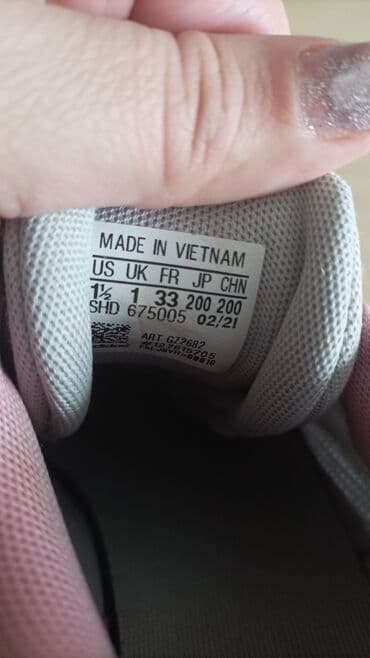 MADE IN VIETNAM
US UK FR JP CHN
1½ 1 33 200 200
SHD 675005 02/21
ART GZ2682